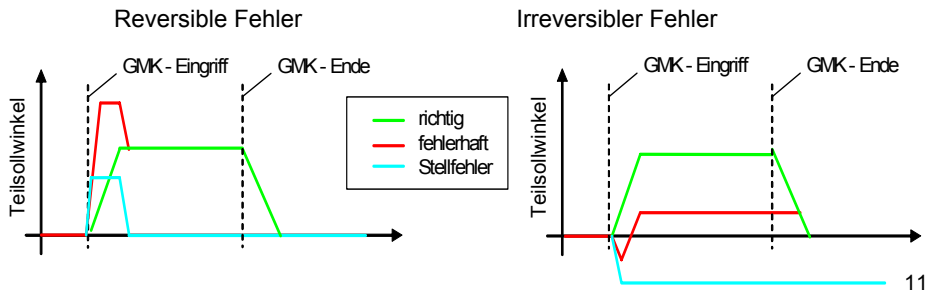 Reversible Fehler
Irreversibler Fehler
GMK - Eingriff
GMK - Ende
GMK - Eingriff
GMK - Ende
Teilsollwinkel
richtig
fehlerhaft
Stellfehler
Teilsollwinkel
11